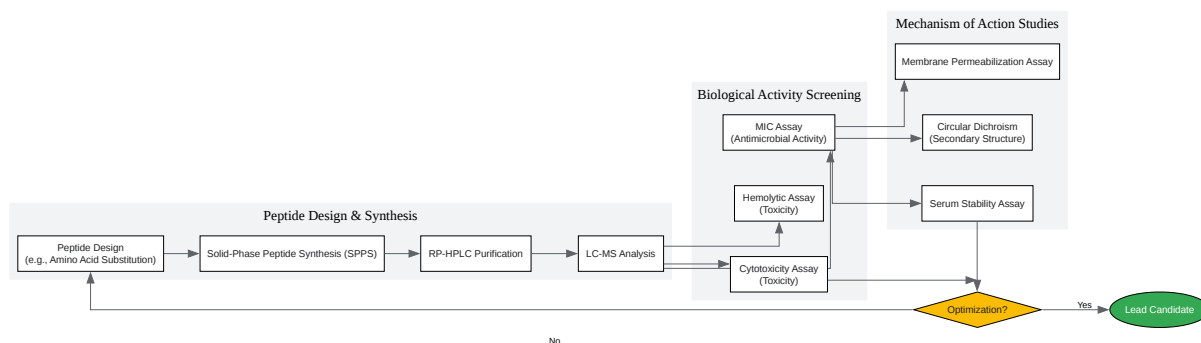 Mechanism of Action Studies
Membrane Permeabilization Assay
Biological Activity Screening
MIC Assay
(Antimicrobial Activity)
Circular Dichroism
(Secondary Structure)
Hemolytic Assay
(Toxicity)
Serum Stability Assay
Peptide Design & Synthesis
Peptide Design
(e.g., Amino Acid Substitution)
Solid-Phase Peptide Synthesis (SPPS)
RP-HPLC Purification
LC-MS Analysis
Cytotoxicity Assay
(Toxicity)
Optimization?
Yes
Lead Candidate
No